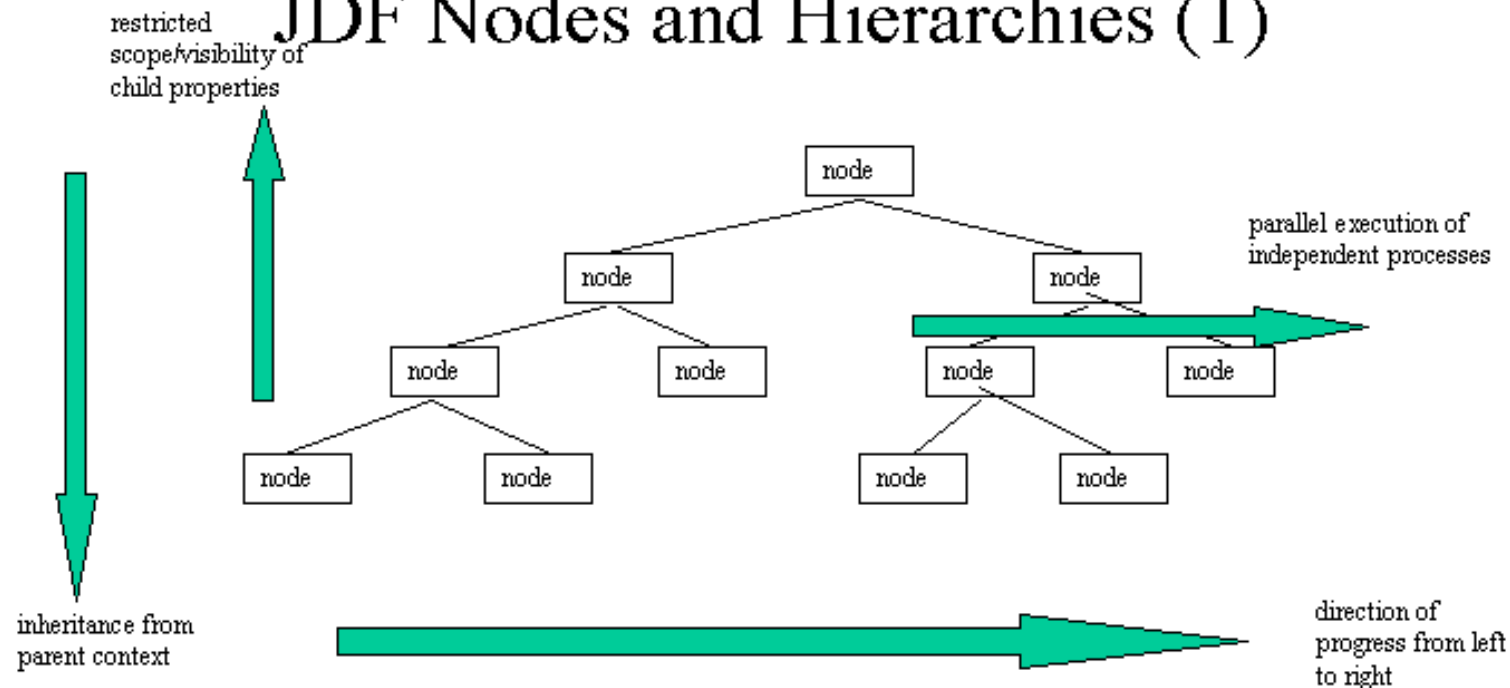 JDF Nodes and Hierarchies (1)
restricted
scope/visibility of
child properties
node
parallel execution of
independent processes
node
node
node
node
node
node
node
node
node
node
inheritance from
parent context
direction of
progress from left
to right